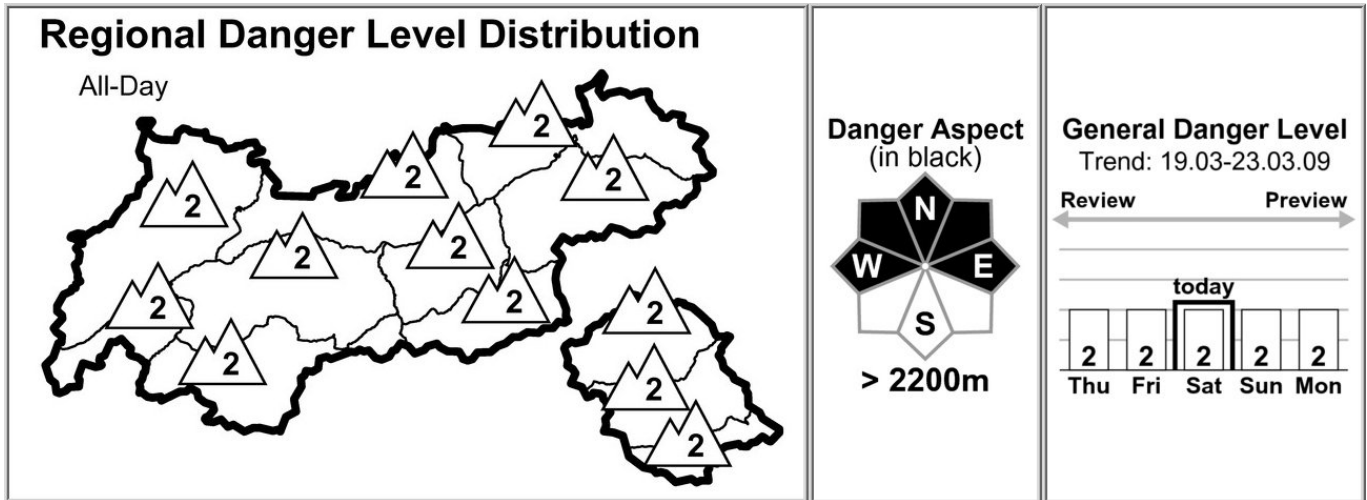 Regional Danger Level Distribution
All-Day
2
2
2
2
2
2
2
2
2
2
2
2
Danger Aspect
(in black)
N
W
E
S
> 2200m
General Danger Level
Trend: 19.03-23.03.09
Review
Preview
today
2
2
2
2
2
Thu
Fri
Sat
Sun
Mon